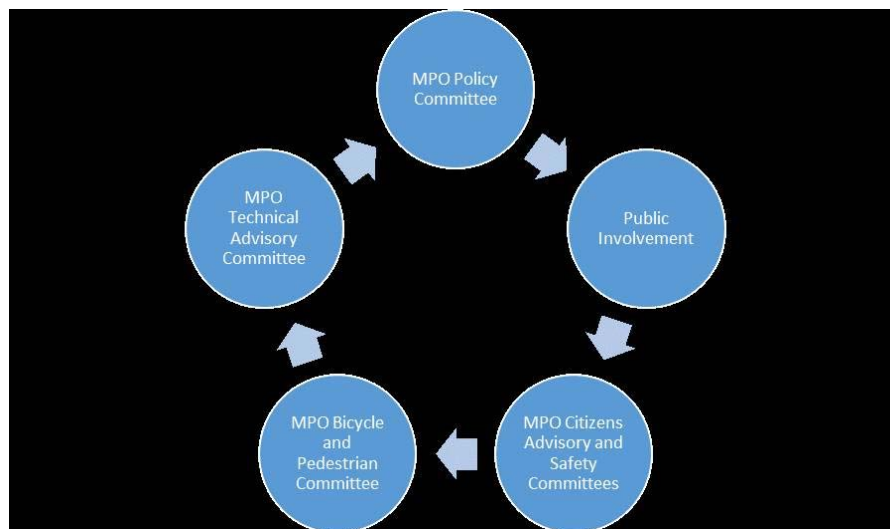 MPO Policy
Committee
Public
Involvement
MPO Citizens
Advisory and
Safety
Committees
MPO Bicycle
and
Pedestrian
Committee
MPO
Technical
Advisory
Committee